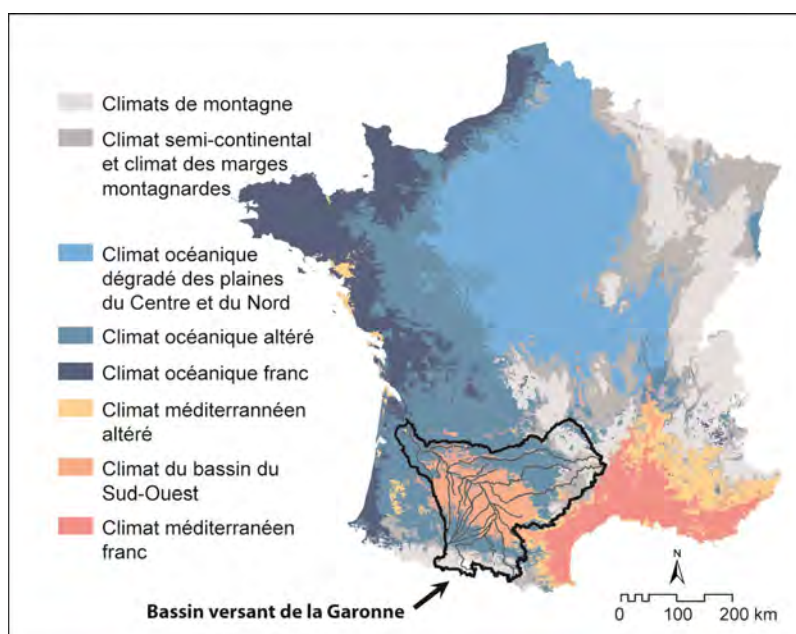 Climats de montagne
Climat semi-continental
et climat des marges
montagnardes
Climat océanique
dégradé des plaines
du Centre et du Nord
Climat océanique altéré
Climat océanique franc
Climat méditerrannéen
altéré
Climat du bassin du
Sud-Ouest
Climat méditerranéen
franc
Bassin versant de la Garonne
N
0 100 200 km